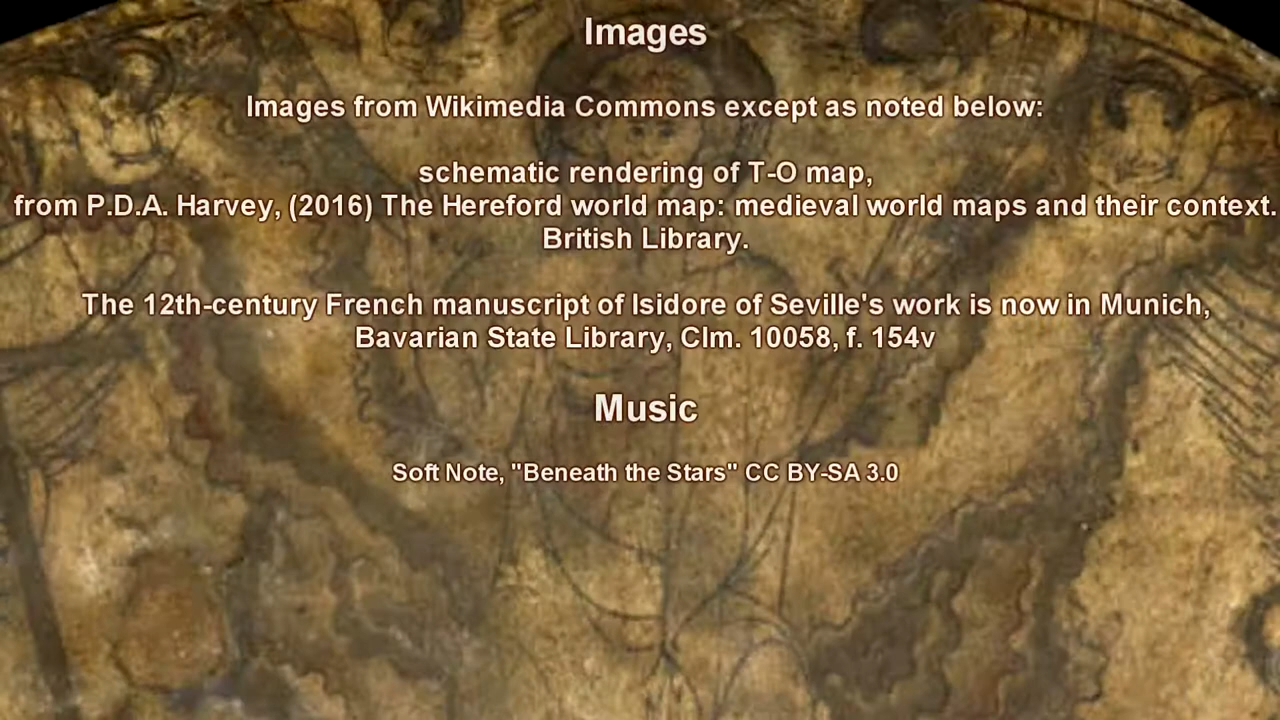 Images
Images from Wikimedia Commons except as noted below:
schematic rendering of T-O map,
from P.D.A. Harvey, (2016) The Hereford world map: medieval world maps and their context.
British Library.
The 12th-century French manuscript of Isidore of Seville's work is now in Munich,
Bavarian State Library, Clm. 10058, f. 154v
Music
Soft Note, "Beneath the Stars" CC BY-SA 3.0